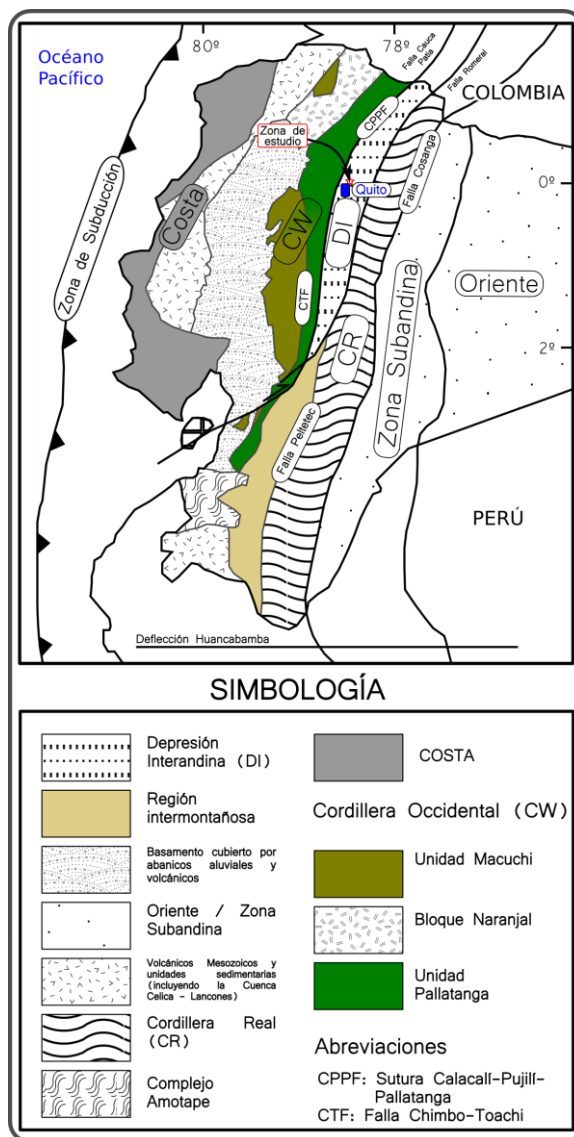 80º
78º
Océano
Pacífico
Falla Cauca
Patía
Falla Romeral
COLOMBIA
CPPF
Zona de
estudio
Falla Cosanga
0º
Quito
Zona de Subducción
Costa
CW
DI
Oriente
CTF
Zona Subandina
2º
CR
Falla Peltetec
PERÚ
Deflección Huancabamba
SIMBOLOGÍA
Depresión
Interandina (DI)
Región
intermontañosa
Basamento cubierto por
abanicos aluviales y
volcánicos
Oriente / Zona
Subandina
Volcánicos Mesozoicos y
unidades sedimentarias
(incluyendo la Cuenca
Celica - Lancones)
Cordillera Real
(CR)
Complejo
Amotape
COSTA
Cordillera Occidental (CW)
Unidad Macuchi
Bloque Naranjal
Unidad
Pallatanga
Abreviaciones
CPPF: Sutura Calacalí-Pujilí-
Pallatanga
CTF: Falla Chimbo-Toachi